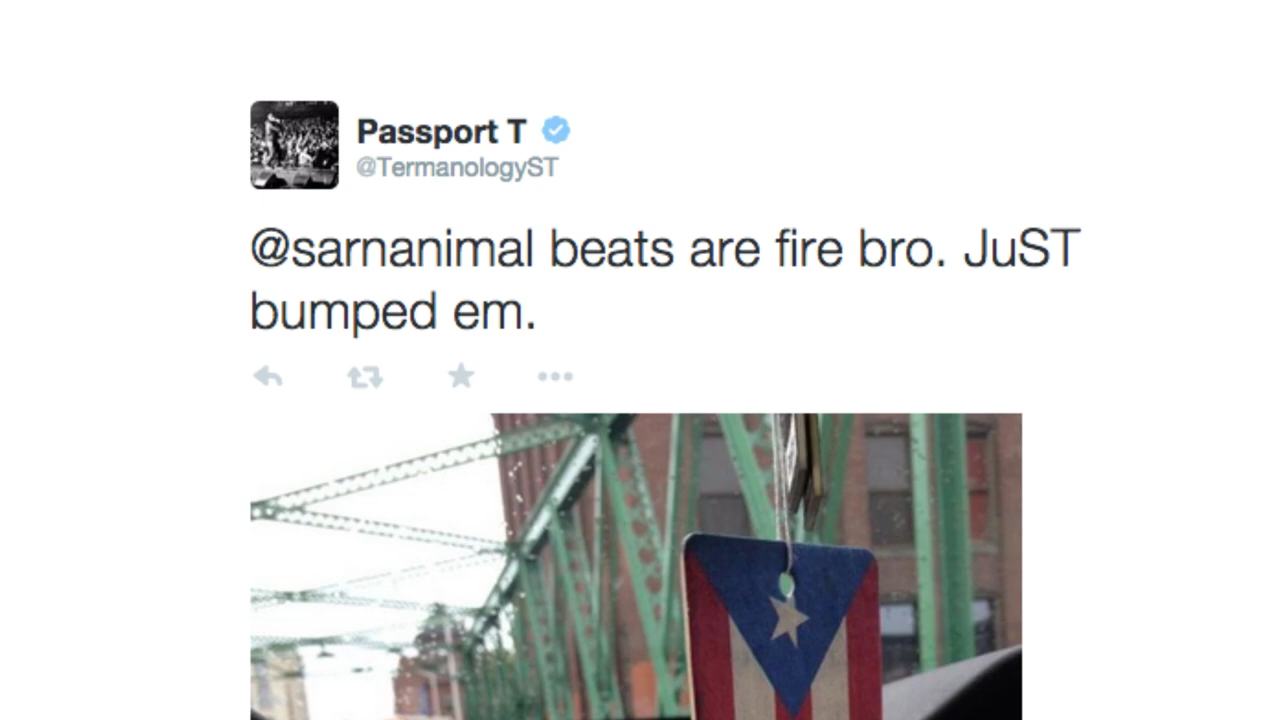 Passport T
@TermanologyST
@sarnanimal beats are fire bro. JuST
bumped em.